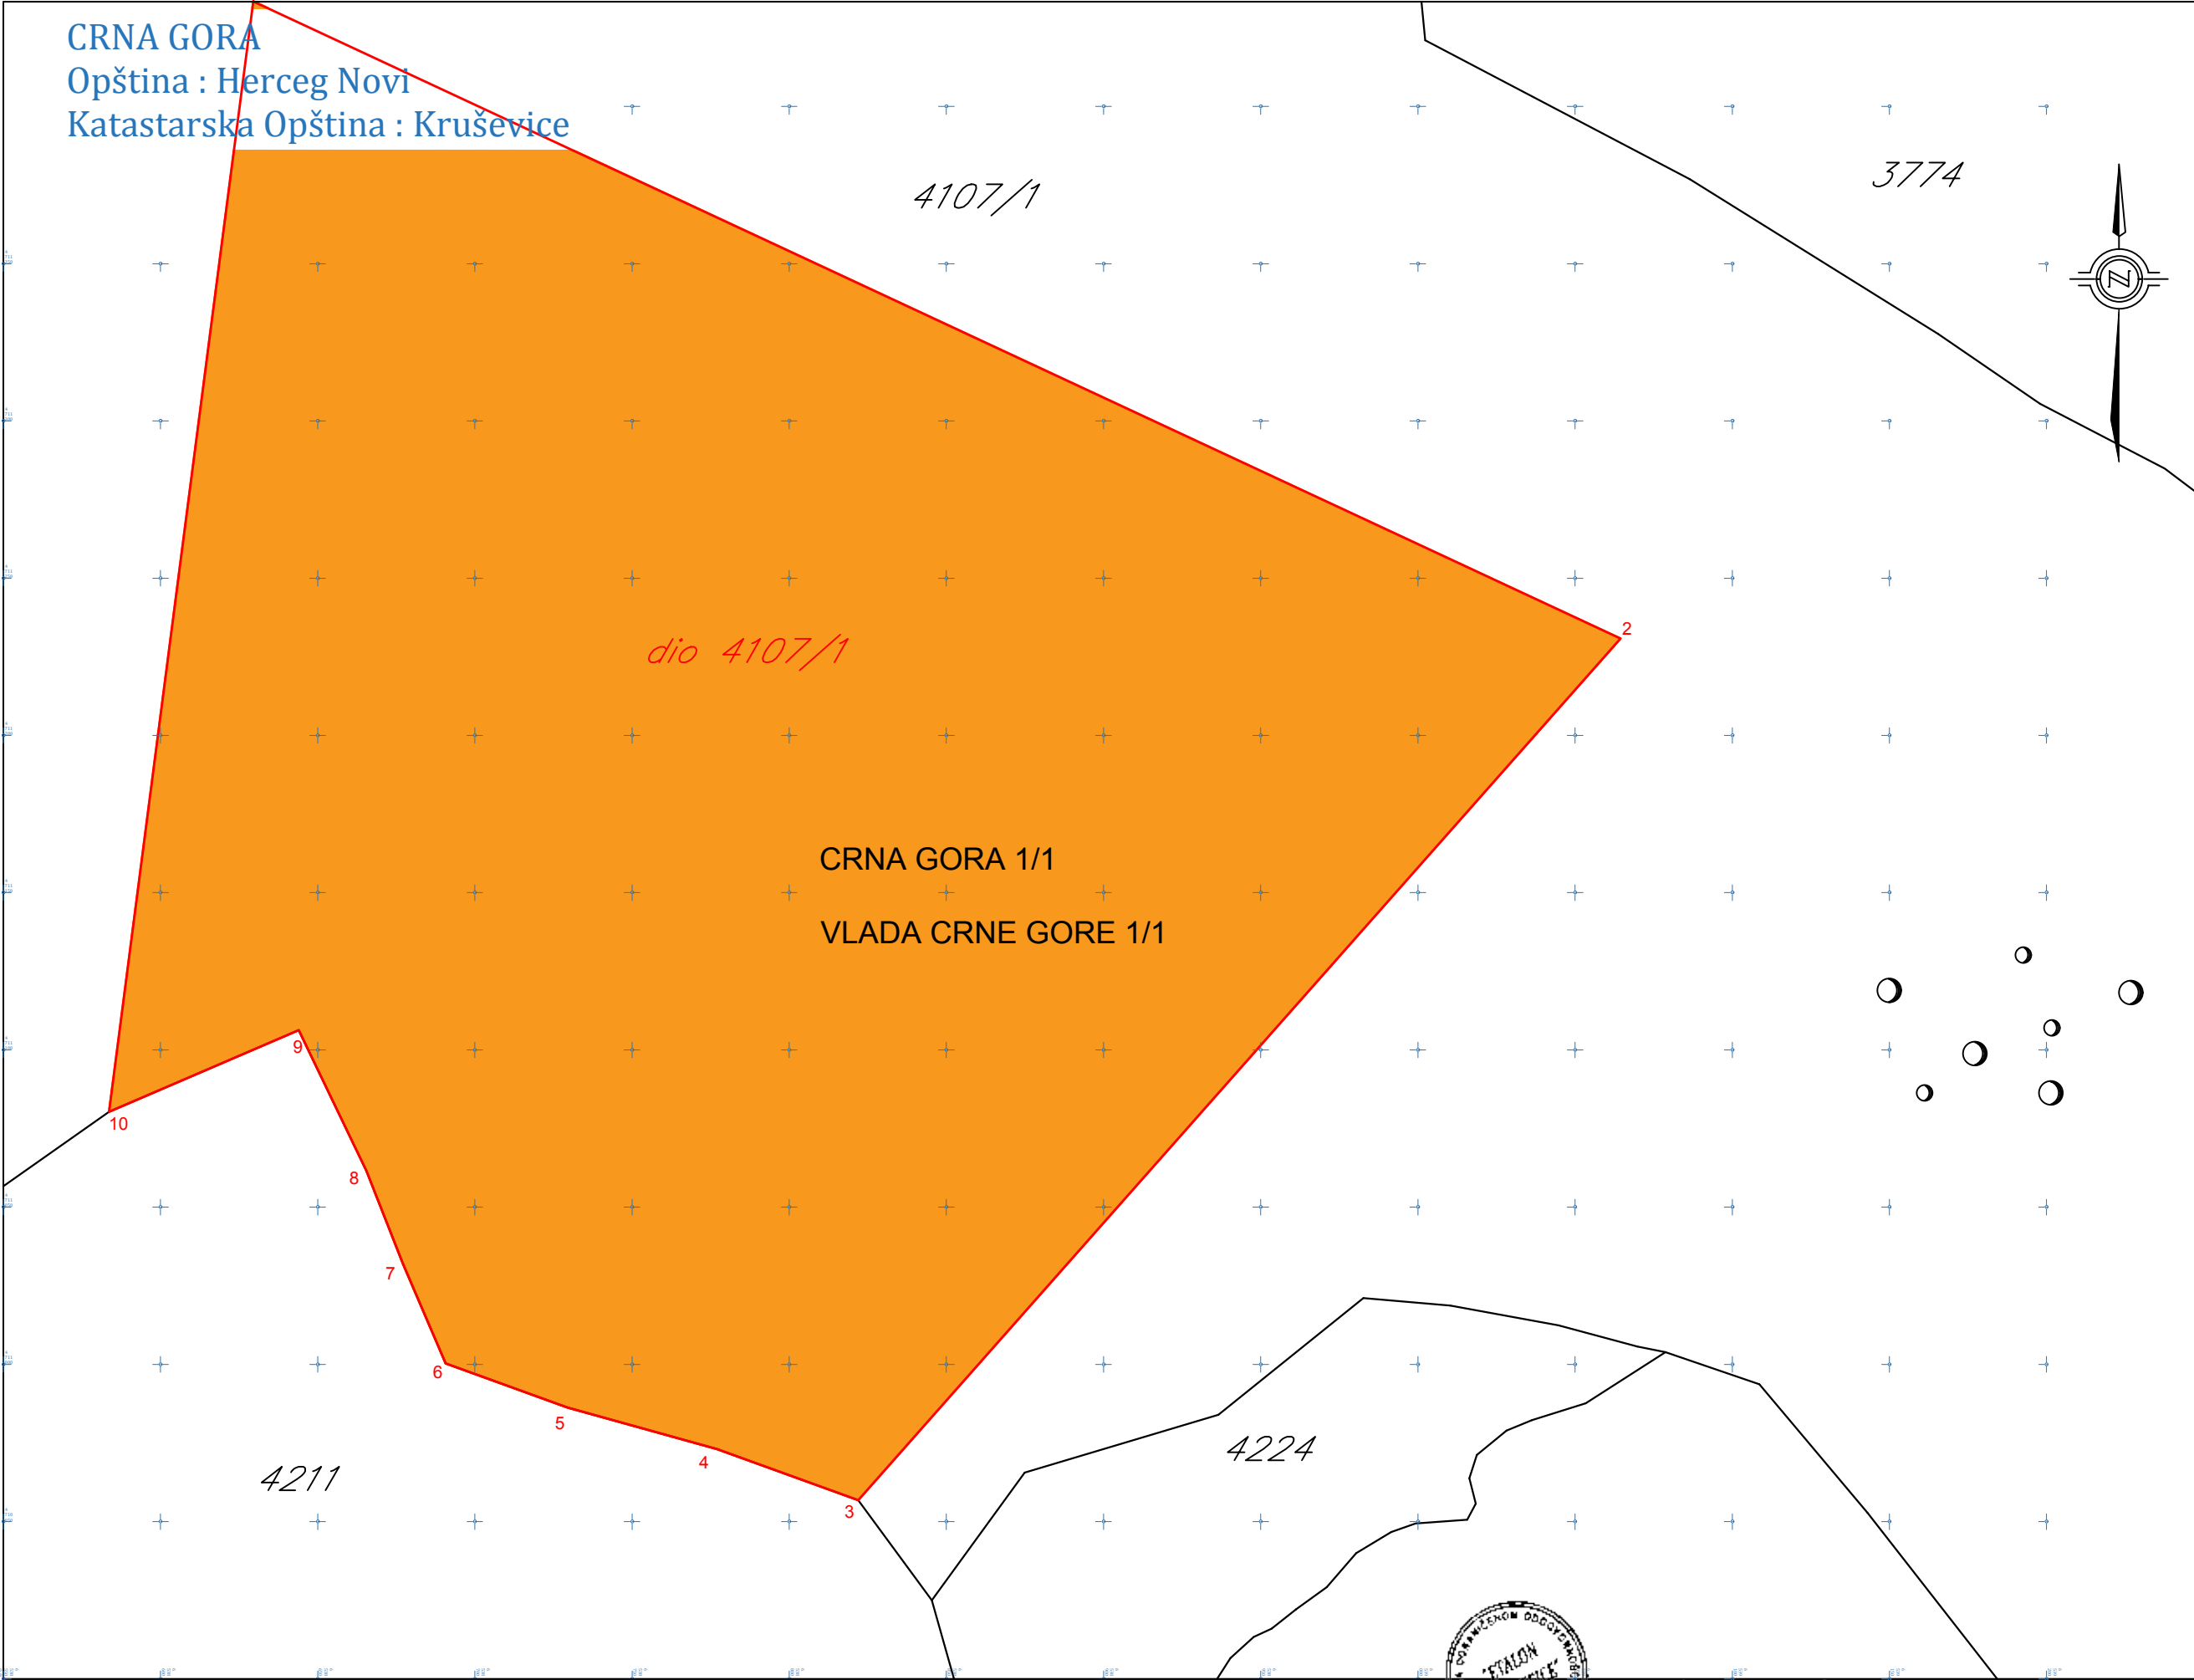 CRNA GORA
Opština : Herceg Novi
Katastarska Opština : Kruševice
4107/1
3774
N
2
dio 4107/1
CRNA GORA 1/1
VLADA CRNE GORE 1/1
9
10
8
7
6
5
4
3
4211
4224
"ETALON